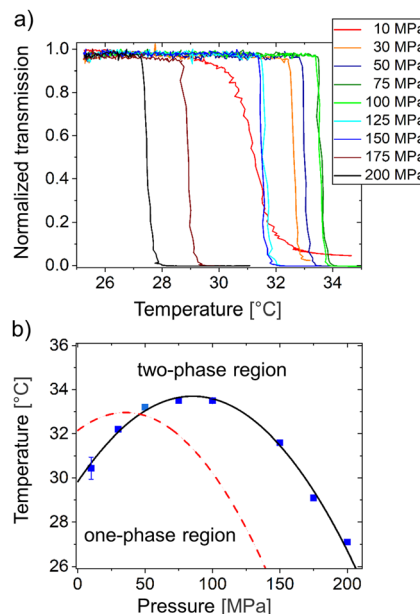 a)
1.0
0.8
0.6
0.4
0.2
0.0
Normalized transmission
26
28
30
32
34
Temperature [°C]
10 MPa
30 MPa
50 MPa
75 MPa
100 MPa
125 MPa
150 MPa
175 MPa
200 MPa
b)
36
34
32
30
28
26
Temperature [°C]
two-phase region
one-phase region
0
50
100
150
200
Pressure [MPa]